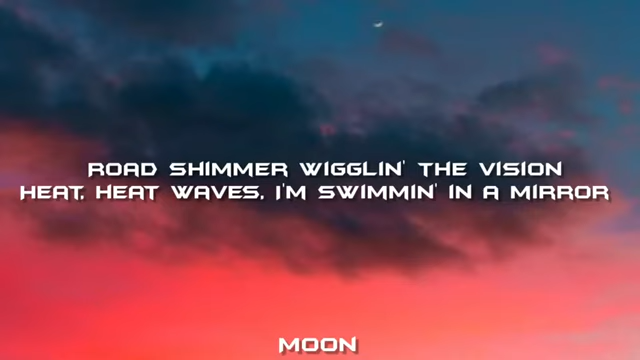 ROAD SHIMMER WIGGLIN' THE VISION
HEAT, HEAT WAVES, I'M SWIMMIN' IN A MIRROR
MOON